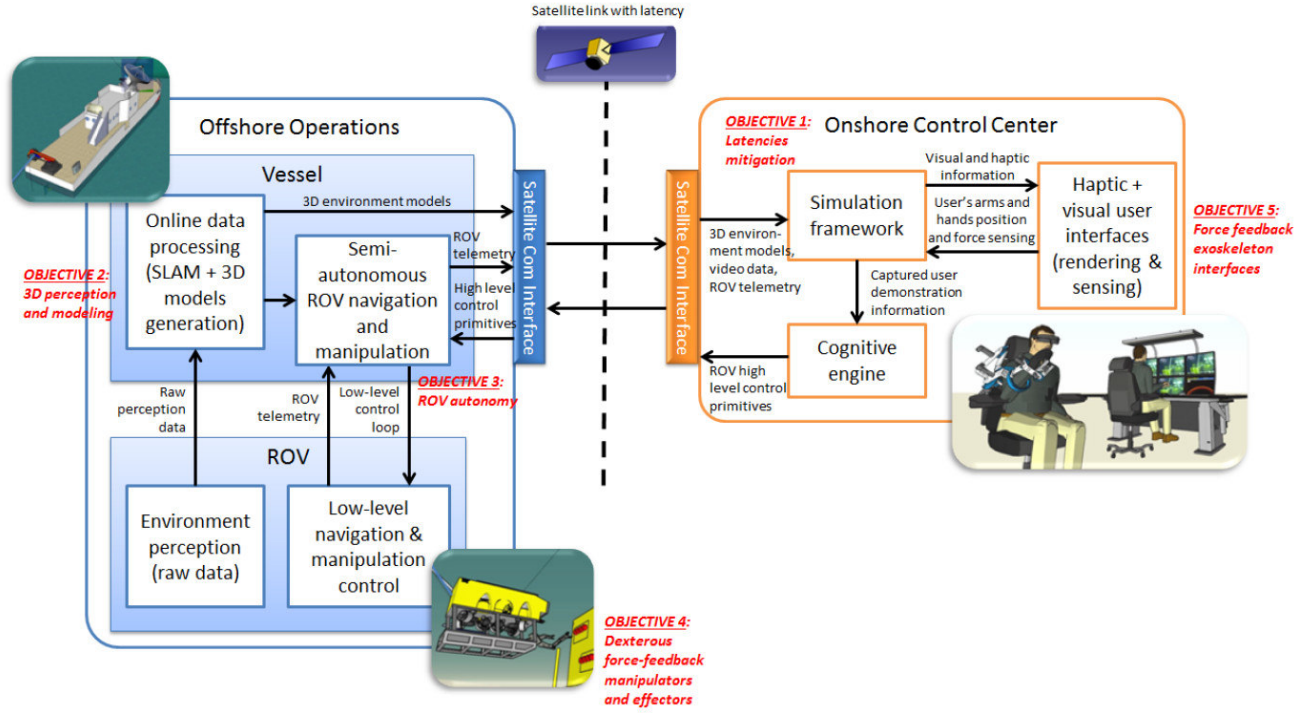 Satellite link with latency
Offshore Operations
Vessel
3D environment models
Online data
processing
(SLAM + 3D
models
generation)
Semi-
autonomous
ROV navigation
and
manipulation
ROV
telemetry
High level
control
primitives
Satellite Com Interface
OBJECTIVE 2:
3D perception
and modeling
OBJECTIVE 3:
ROV autonomy
Raw
perception
data
ROV
telemetry
Low-level
control
loop
ROV
Environment
perception
(raw data)
Low-level
navigation &
manipulation
control
OBJECTIVE 4:
Dexterous
force-feedback
manipulators
and effectors
Onshore Control Center
OBJECTIVE 1:
Latencies
mitigation
Satellite Com Interface
3D environ-
ment models,
video data,
ROV telemetry
Simulation
framework
Visual and haptic
information
User's arms and
hands position
and force sensing
Haptic +
visual user
interfaces
(rendering &
sensing)
OBJECTIVE 5:
Force feedback
exoskeleton
interfaces
Captured user
demonstration
information
Cognitive
engine
ROV high
level control
primitives